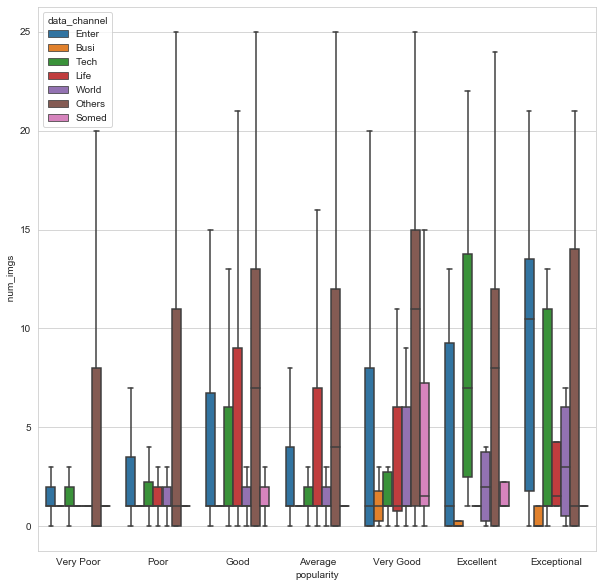 data_channel
Enter
Busi
Tech
Life
World
Others
Somed
25
20
15
10
5
0
num_imgs
Very Poor Poor Good Average Very Good Excellent Exceptional
popularity